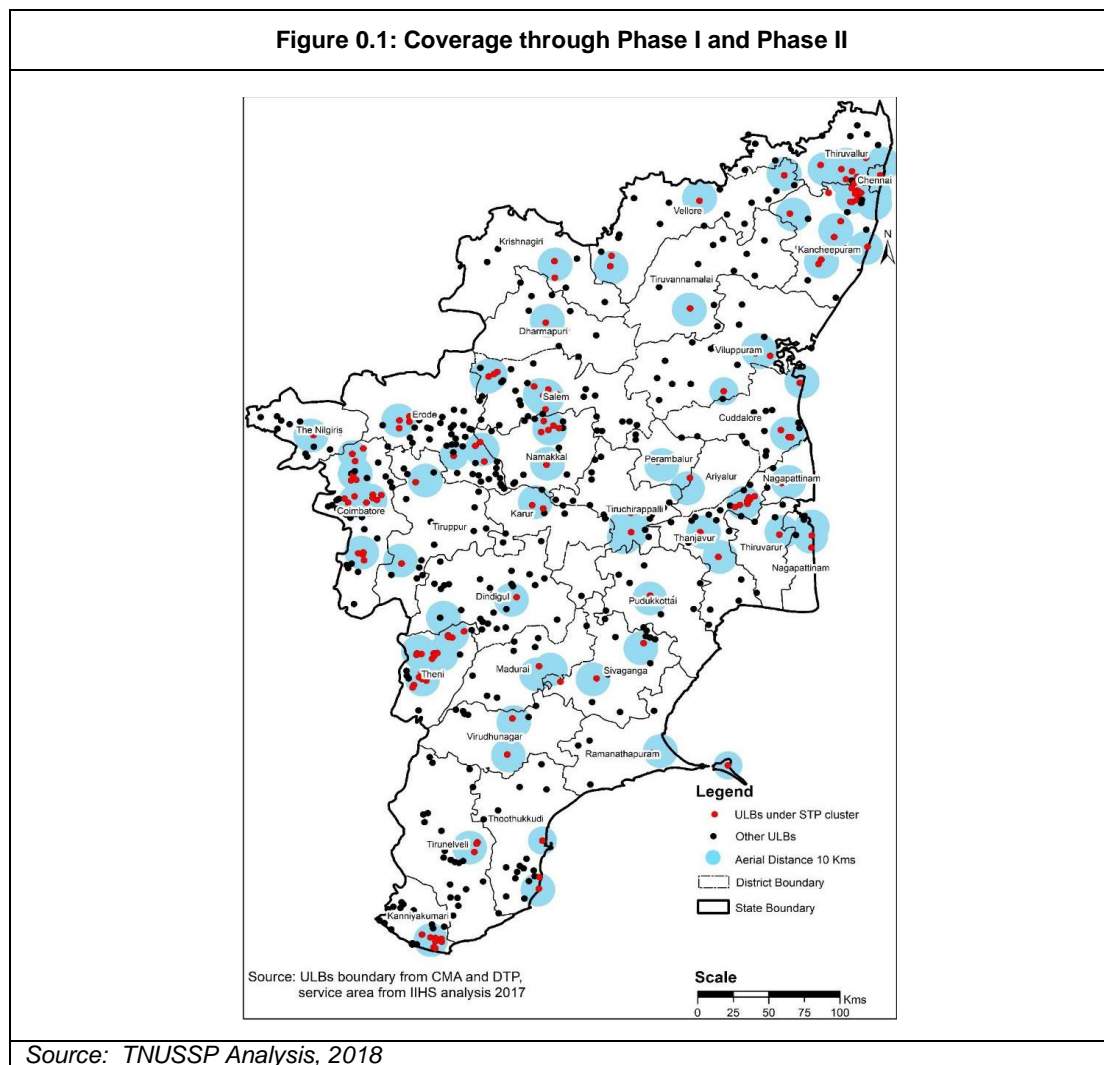 Figure 0.1: Coverage through Phase I and Phase II
Thiruvallur
Chennai
Vellore
N
Kancheepuram
Krishnagiri
Tiruvannamalai
Dharmapuri
Viluppuram
Salem
Erode
Cuddalore
The Nilgiris
Namakkal
Perambalur
Ariyalur
Nagapattinam
Coimbatore
Karur
Tiruchirappalli
Tiruppur
Thanjavur
Thiruvarur
Nagapattinam
Dindigul
Pudukkottai
Madurai
Sivaganga
Theni
Virudhunagar
Ramanathapuram
Legend
ULBs under STP cluster
Other ULBs
Aerial Distance 10 Kms
District Boundary
State Boundary
Thoothukkudi
Tirunelveli
Kanniyakumari
Source: ULBs boundary from CMA and DTP,
service area from IIHS analysis 2017
Scale
Kms
0 25 50 75 100
Source: TNUSSP Analysis, 2018